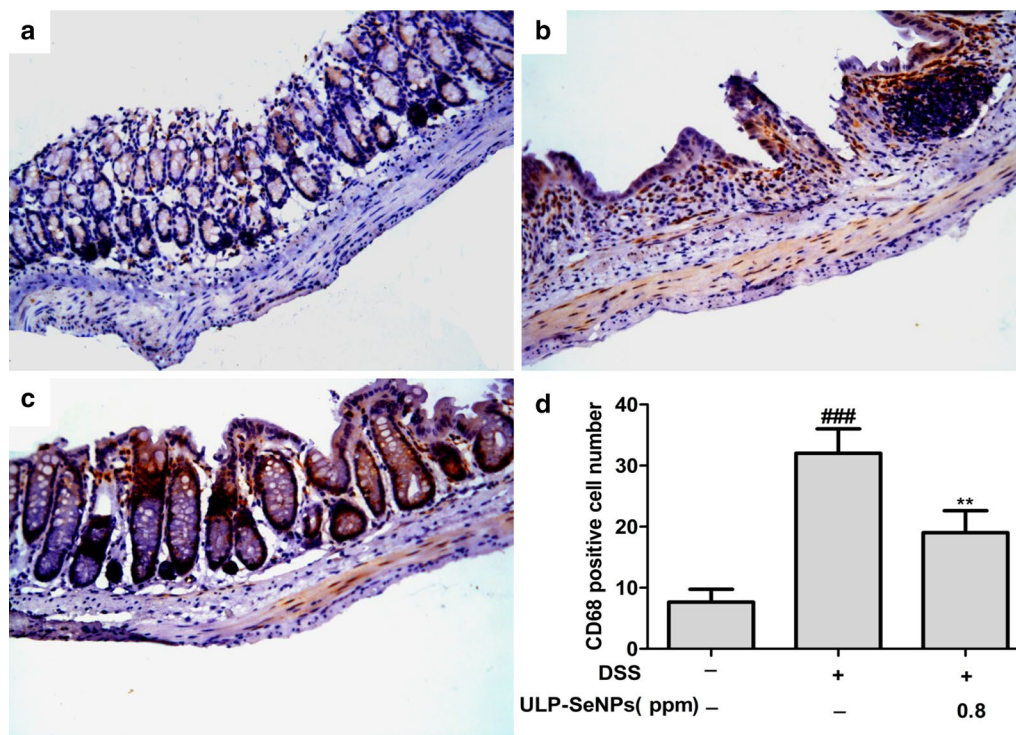 a
b
c
d
CD68 positive cell number
40
30
20
10
0
###
**
DSS – + +
ULP-SeNPs( ppm) – – 0.8